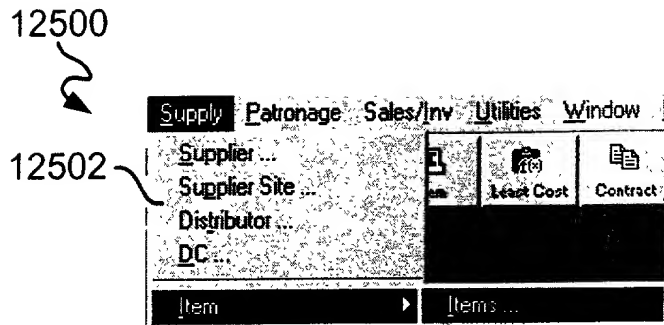 12500
Supply Patronage Sales/Inv Utilities Window
Least Cost Contract
12502
Supplier ...
Supplier Site ...
Distributor ...
DC ...
Item Items ...